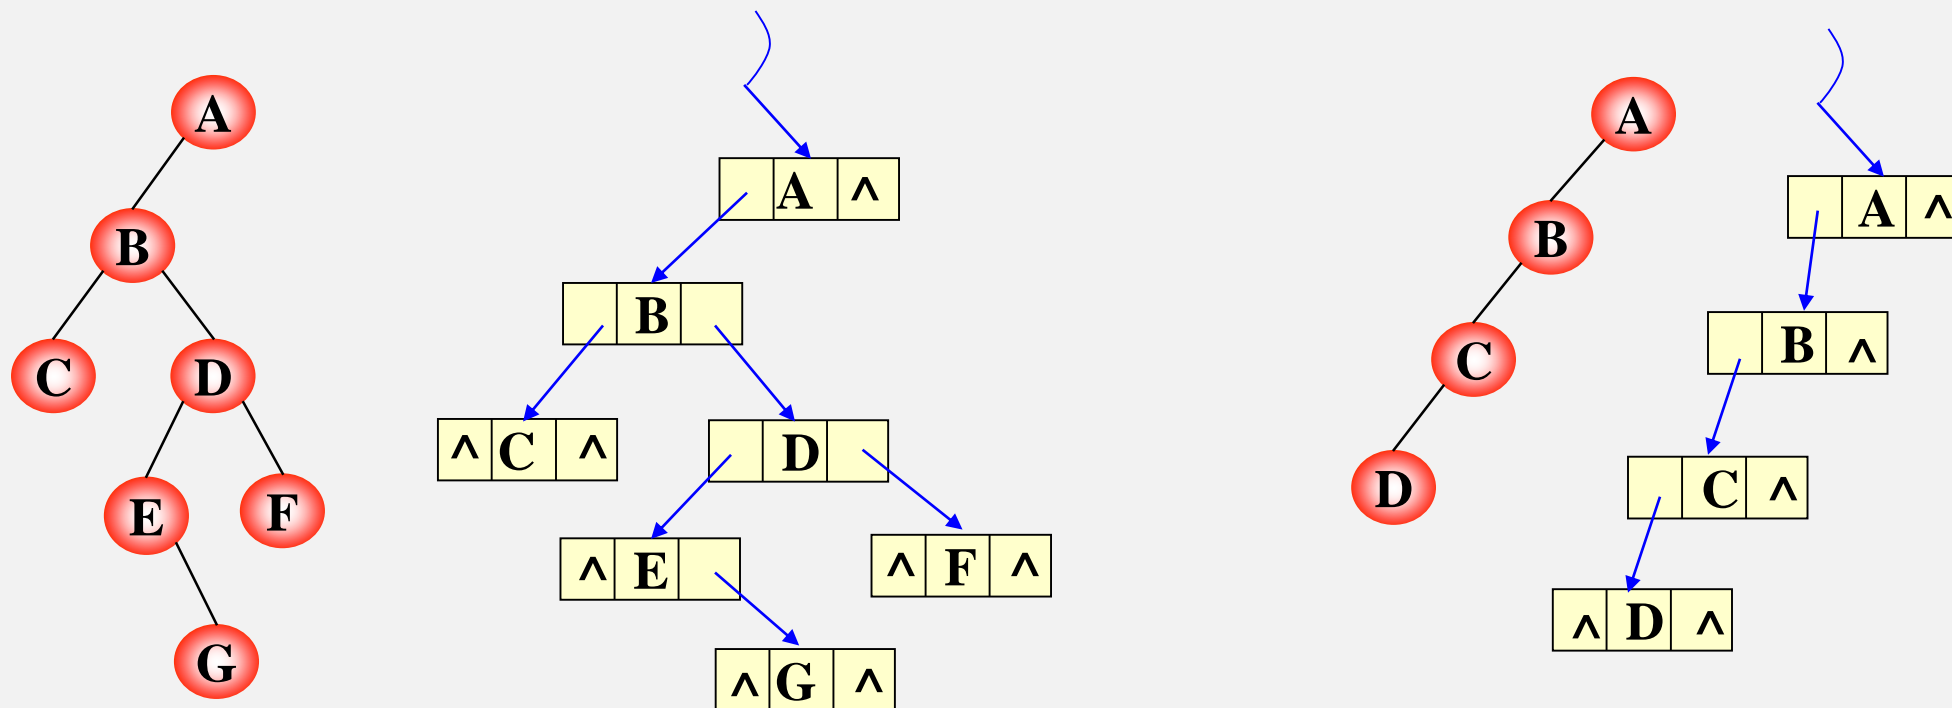 A
B
C D
E F
G
A ^
B
^ C ^ D
^ E ^ F ^
^ G ^
A
B
C
D
A ^
B ^
C ^
^ D ^